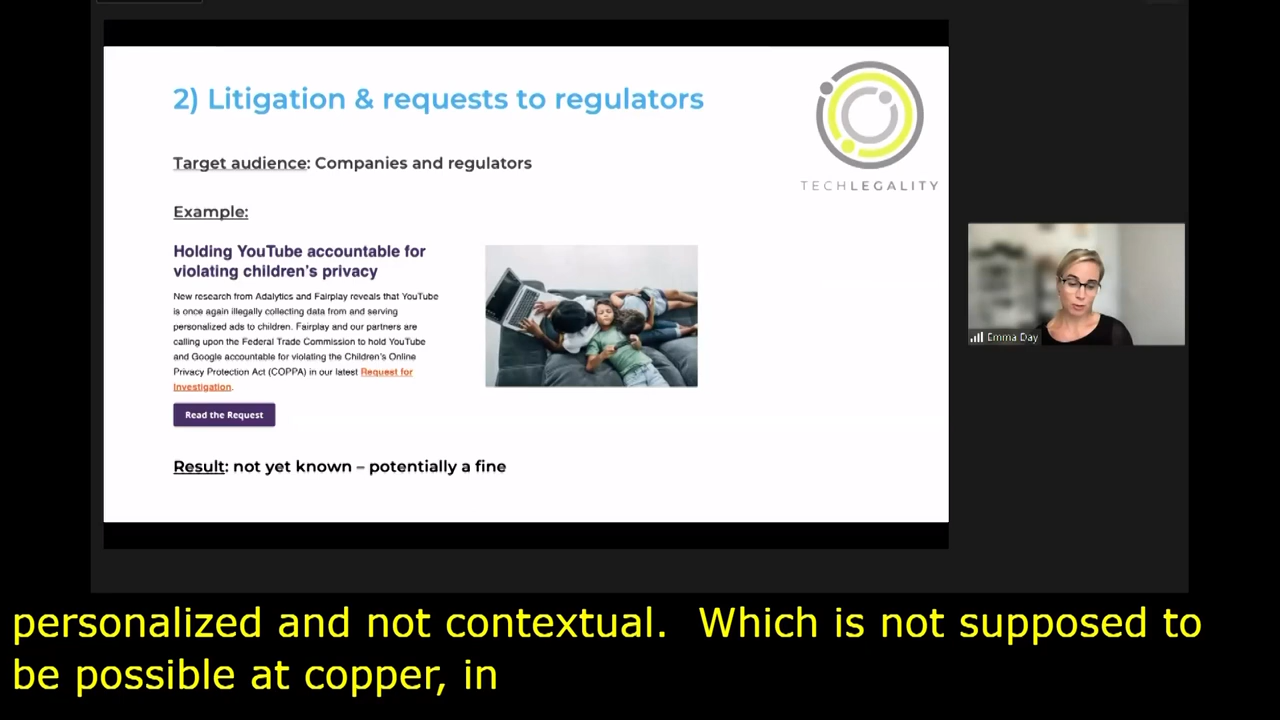 2) Litigation & requests to regulators
Target audience: Companies and regulators
TECHLEGALITY
Example:
Holding YouTube accountable for
violating children's privacy
New research from Adalytics and Fairplay reveals that YouTube
is once again illegally collecting data from and serving
personalized ads to children. Fairplay and our partners are
calling upon the Federal Trade Commission to hold YouTube
and Google accountable for violating the Children's Online
Privacy Protection Act (COPPA) in our latest Request for
Investigation.
Read the Request
Result: not yet known – potentially a fine
Emma Day
personalized and not contextual. Which is not supposed to
be possible at copper, in